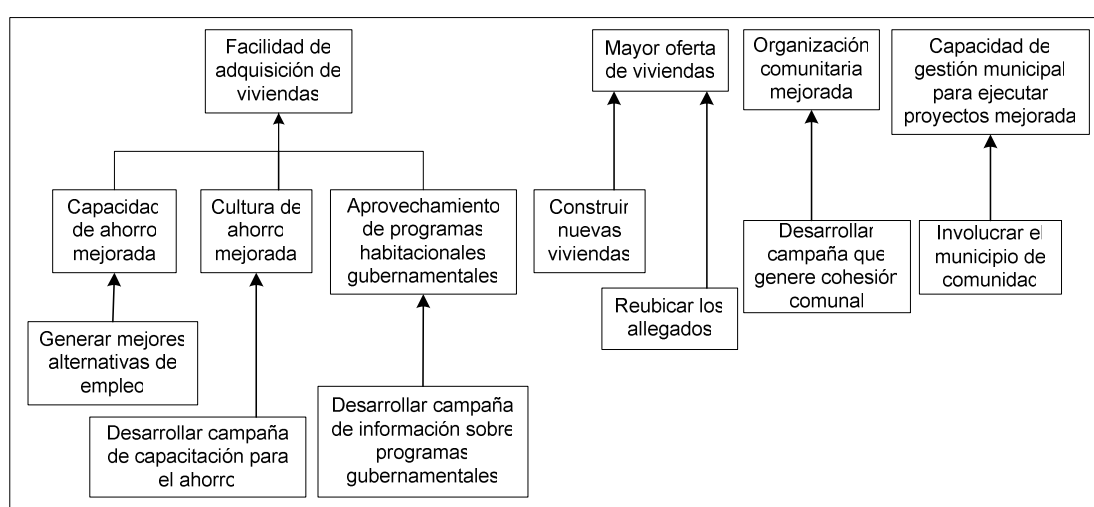 Facilidad de
adquisición de
viviendas
Mayor oferta
de viviendas
Organización
comunitaria
mejorada
Capacidad de
gestión municipal
para ejecutar
proyectos mejorada
Capacidad
de ahorro
mejorada
Cultura de
ahorro
mejorada
Aprovechamiento
de programas
habitacionales
gubernamentales
Construir
nuevas
viviendas
Desarrollar
campaña que
genere cohesión
comunal
Involucrar el
municipio de
comunidad
Reubicar los
allegados
Generar mejores
alternativas de
empleo
Desarrollar campaña
de capacitación para
el ahorro
Desarrollar campaña
de información sobre
programas
gubernamentales